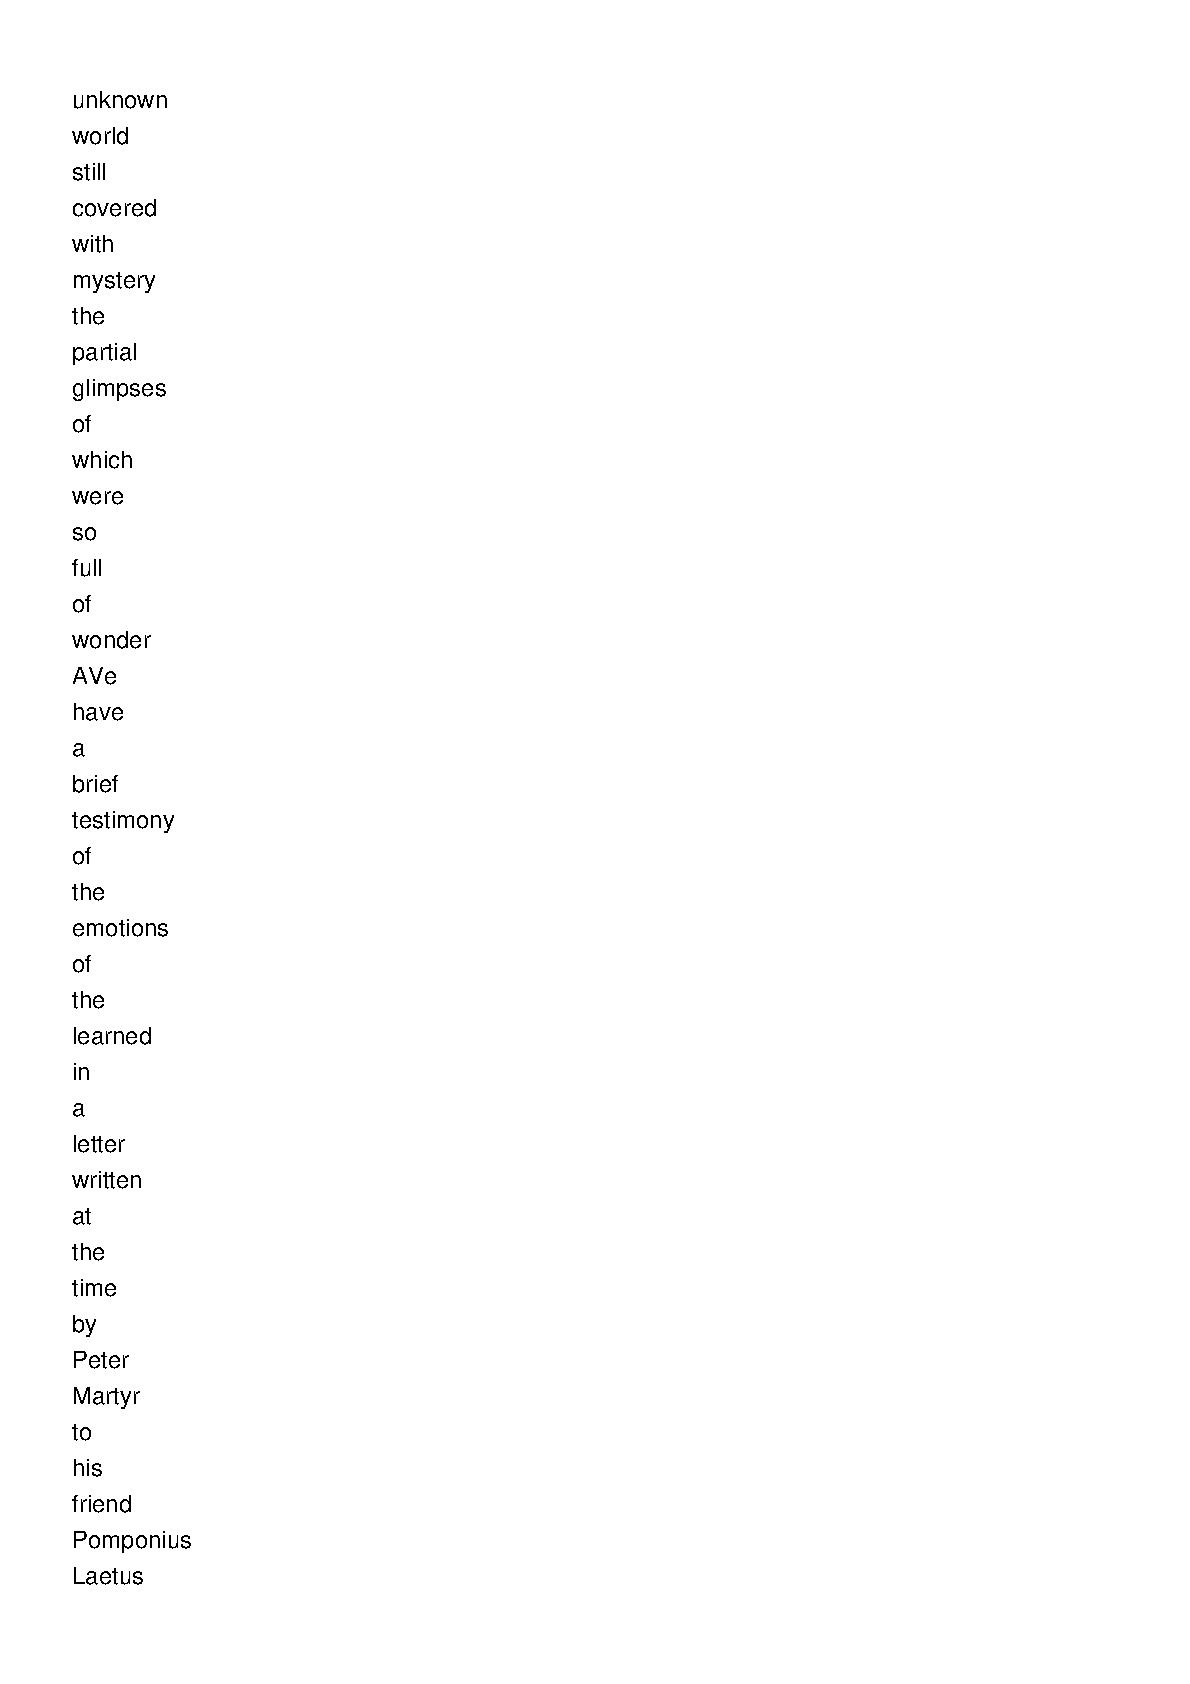 unknown
world
still
covered
with
mystery
the
partial
glimpses
of
which
were
so
full
of
wonder
AVe
have
a
brief
testimony
of
the
emotions
of
the
learned
in
a
letter
written
at
the
time
by
Peter
Martyr
to
his
friend
Pomponius
Laetus